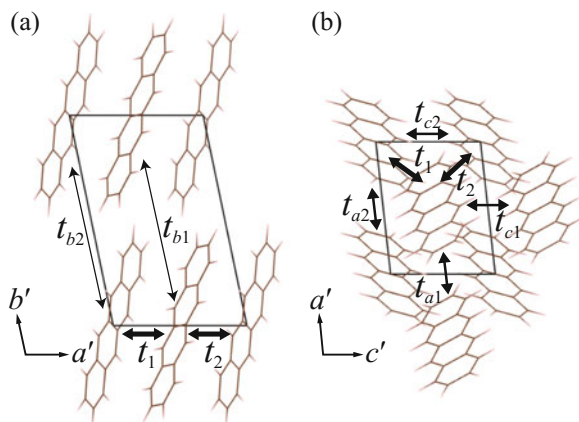 (a)
t_{b2}
t_{b1}
b'
a'
t_1
t_2
(b)
t_{c2}
t_1
t_2
t_{a2}
t_{c1}
t_{a1}
a'
c'